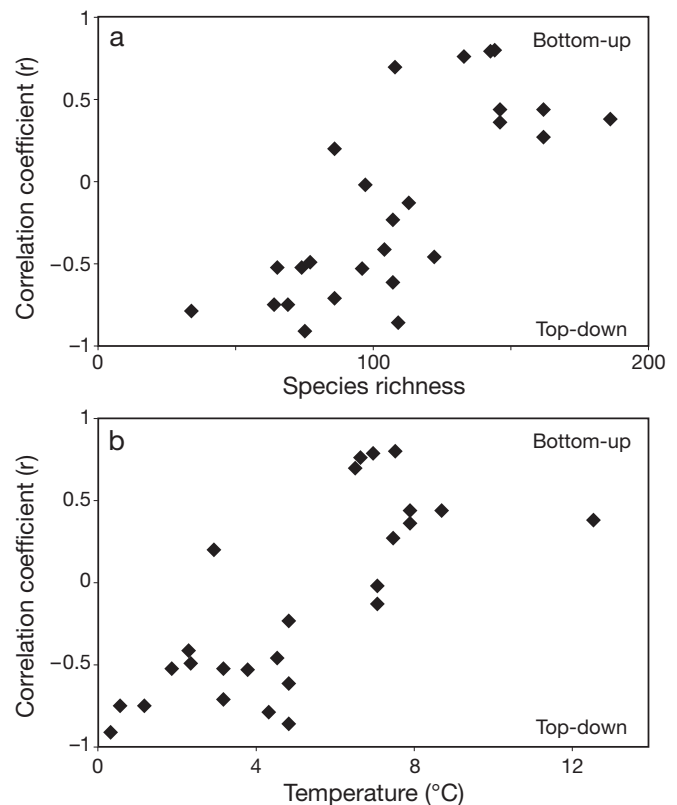 a
Bottom-up
Top-down
Correlation coefficient (r)
1
0.5
0
−0.5
−1
0
100
200
Species richness
b
Bottom-up
Top-down
Correlation coefficient (r)
1
0.5
0
−0.5
−1
0
4
8
12
Temperature (°C)